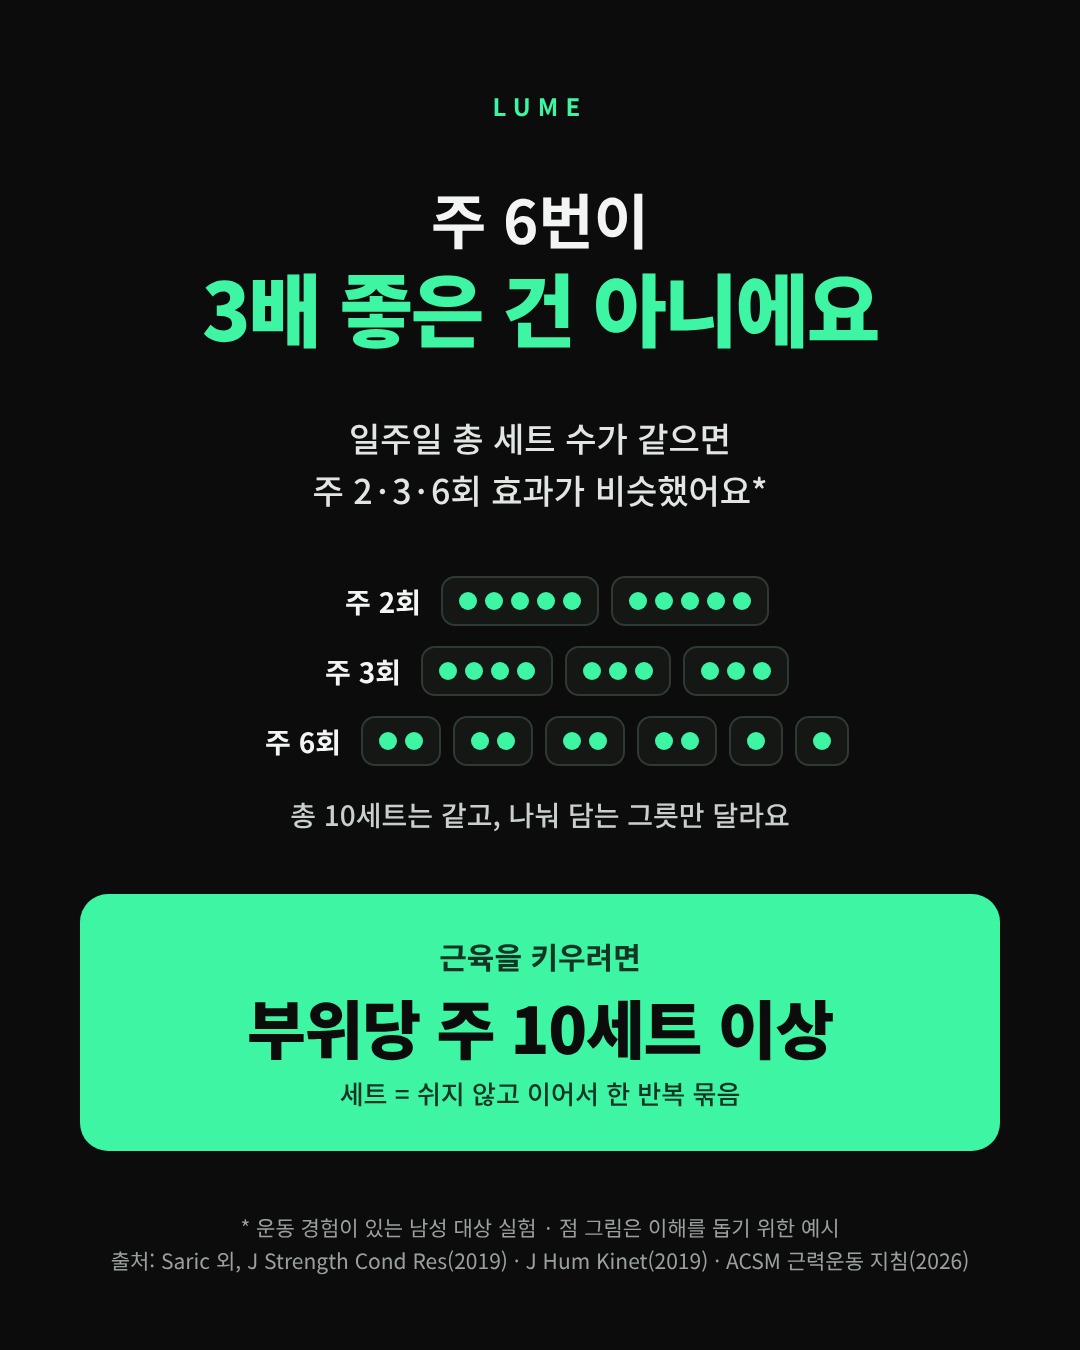 LUME
주 6번이
3배 좋은 건 아니에요
일주일 총 세트 수가 같으면
주 2·3·6회 효과가 비슷했어요*
주 2회
주 3회
주 6회
총 10세트는 같고, 나눠 담는 그릇만 달라요
근육을 키우려면
부위당 주 10세트 이상
세트 = 쉬지 않고 이어서 한 반복 묶음
* 운동 경험이 있는 남성 대상 실험 · 점 그림은 이해를 돕기 위한 예시
출처: Saric 외, J Strength Cond Res(2019) · J Hum Kinet(2019) · ACSM 근력운동 지침(2026)